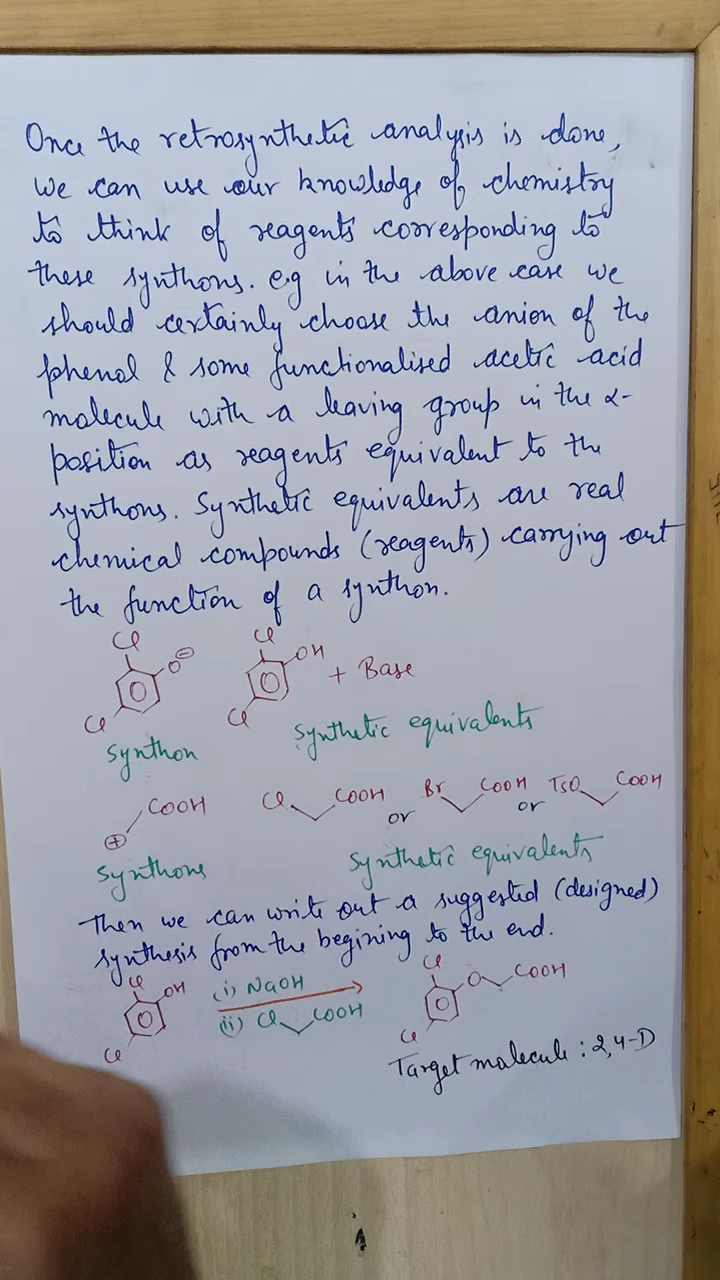 Once the retrosynthetic analysis is done,
we can use our knowledge of chemistry
to think of reagents corresponding to
these synthons. e.g in the above case we
should certainly choose the anion of the
phenol & some functionalised acetic acid
molecule with a leaving group in the α-
position as reagents equivalent to the
synthons. Synthetic equivalents are real
chemical compounds (reagents) carrying out
the function of a synthon.
Cl O⊖ Cl OH + Base
Cl Cl
Synthon Synthetic equivalents
⊕ COOH Cl COOH or Br COOH or TsO COOH
Synthons Synthetic equivalents
Then we can write out a suggested (designed)
synthesis from the begining to the end.
Cl OH (i) NaOH Cl O COOH
Cl (ii) Cl COOH Cl
Target molecule : 2,4-D